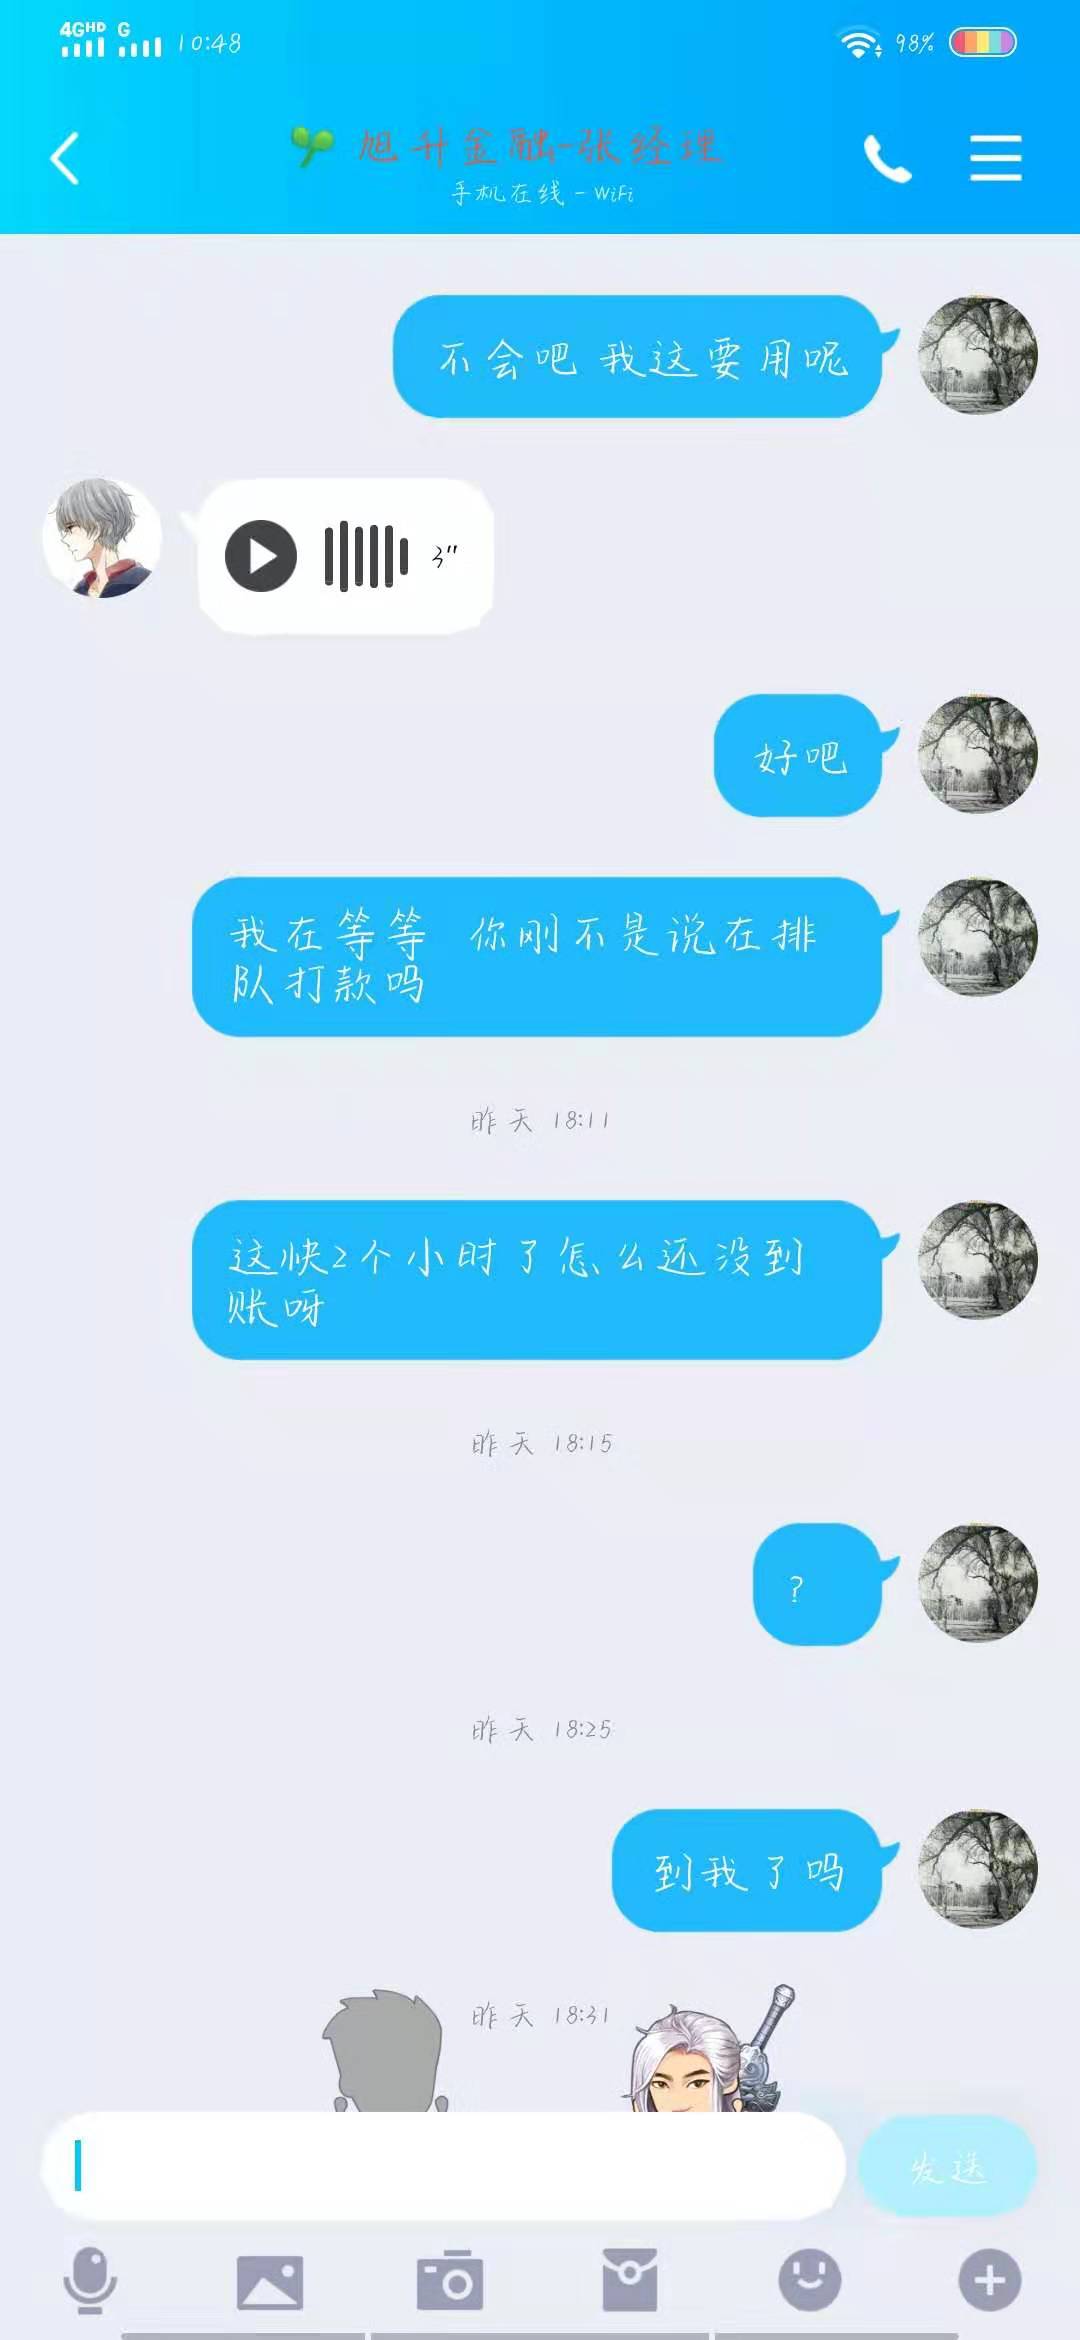 4GHD G 10:48 98%
旭升金融-张经理
手机在线 - WiFi
不会吧 我这要用呢
3"
好吧
我在等等 你刚不是说在排
队打款吗
昨天 18:11
这快2个小时了怎么还没到
账呀
昨天 18:15
?
昨天 18:25
到我了吗
昨天 18:31
发送